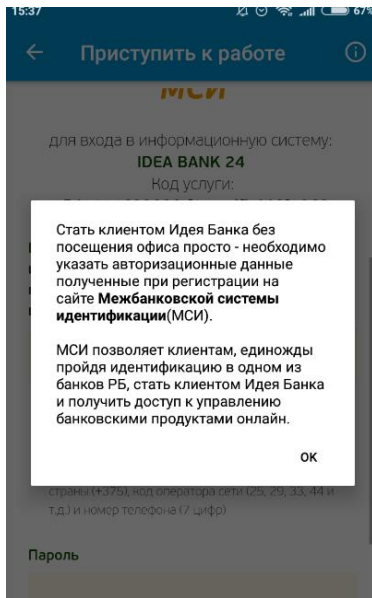 15:37
67%
Приступить к работе
МСИ
для входа в информационную систему:
IDEA BANK 24
Код услуги:
Стать клиентом Идея Банка без
посещения офиса просто - необходимо
указать авторизационные данные
полученные при регистрации на
сайте Межбанковской системы
идентификации(МСИ).
МСИ позволяет клиентам, единожды
пройдя идентификацию в одном из
банков РБ, стать клиентом Идея Банка
и получить доступ к управлению
банковскими продуктами онлайн.
ОК
страны (+375), код оператора сети (25, 29, 33, 44 и
т.д.) и номер телефона (7 цифр)
Пароль